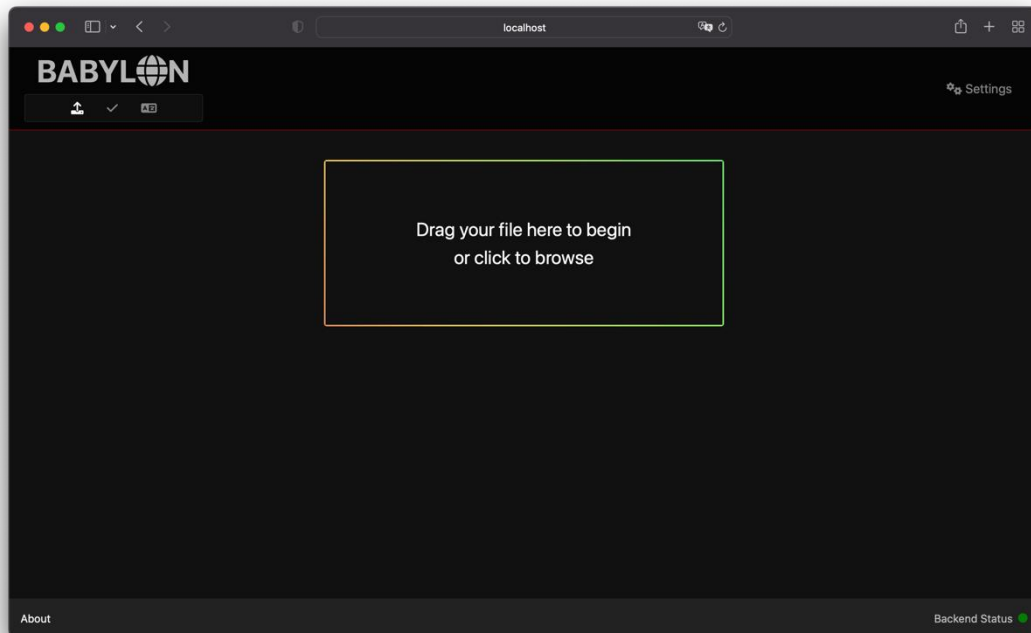 localhost
BABYLON
Settings
Drag your file here to begin
or click to browse
About
Backend Status